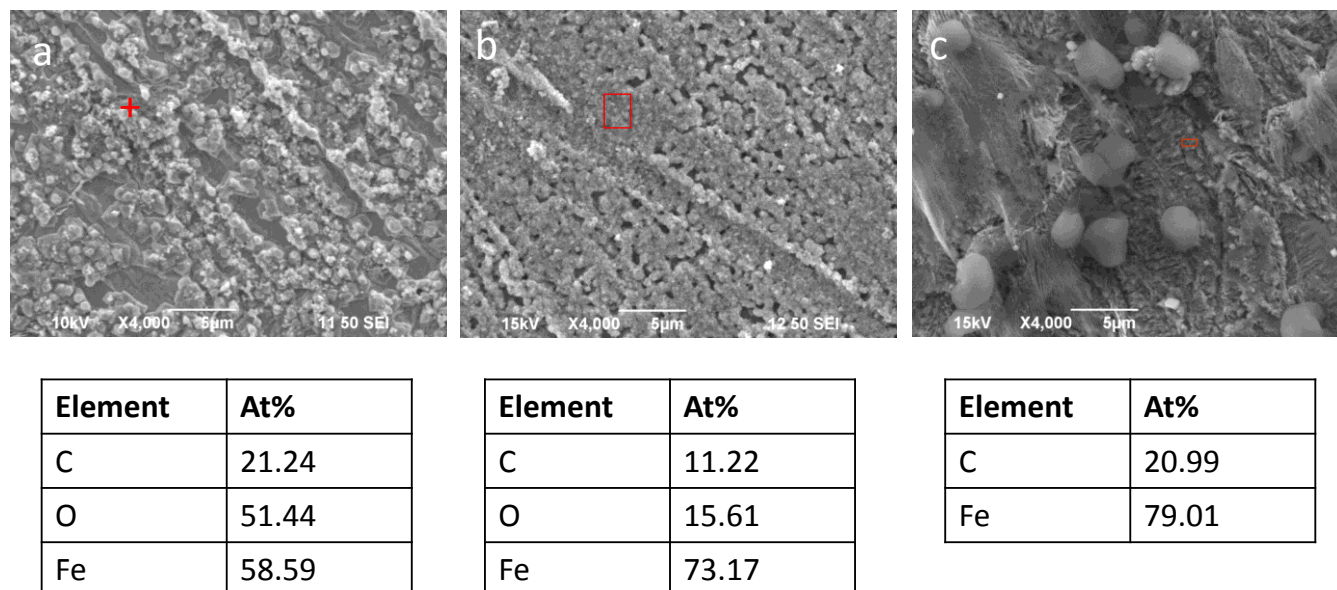 a
b
c
10kV X4,000 5µm 11 50 SEI
15kV X4,000 5µm 12 50 SEI
15kV X4,000 5µm
Element At%
C 21.24
O 51.44
Fe 58.59
Element At%
C 11.22
O 15.61
Fe 73.17
Element At%
C 20.99
Fe 79.01